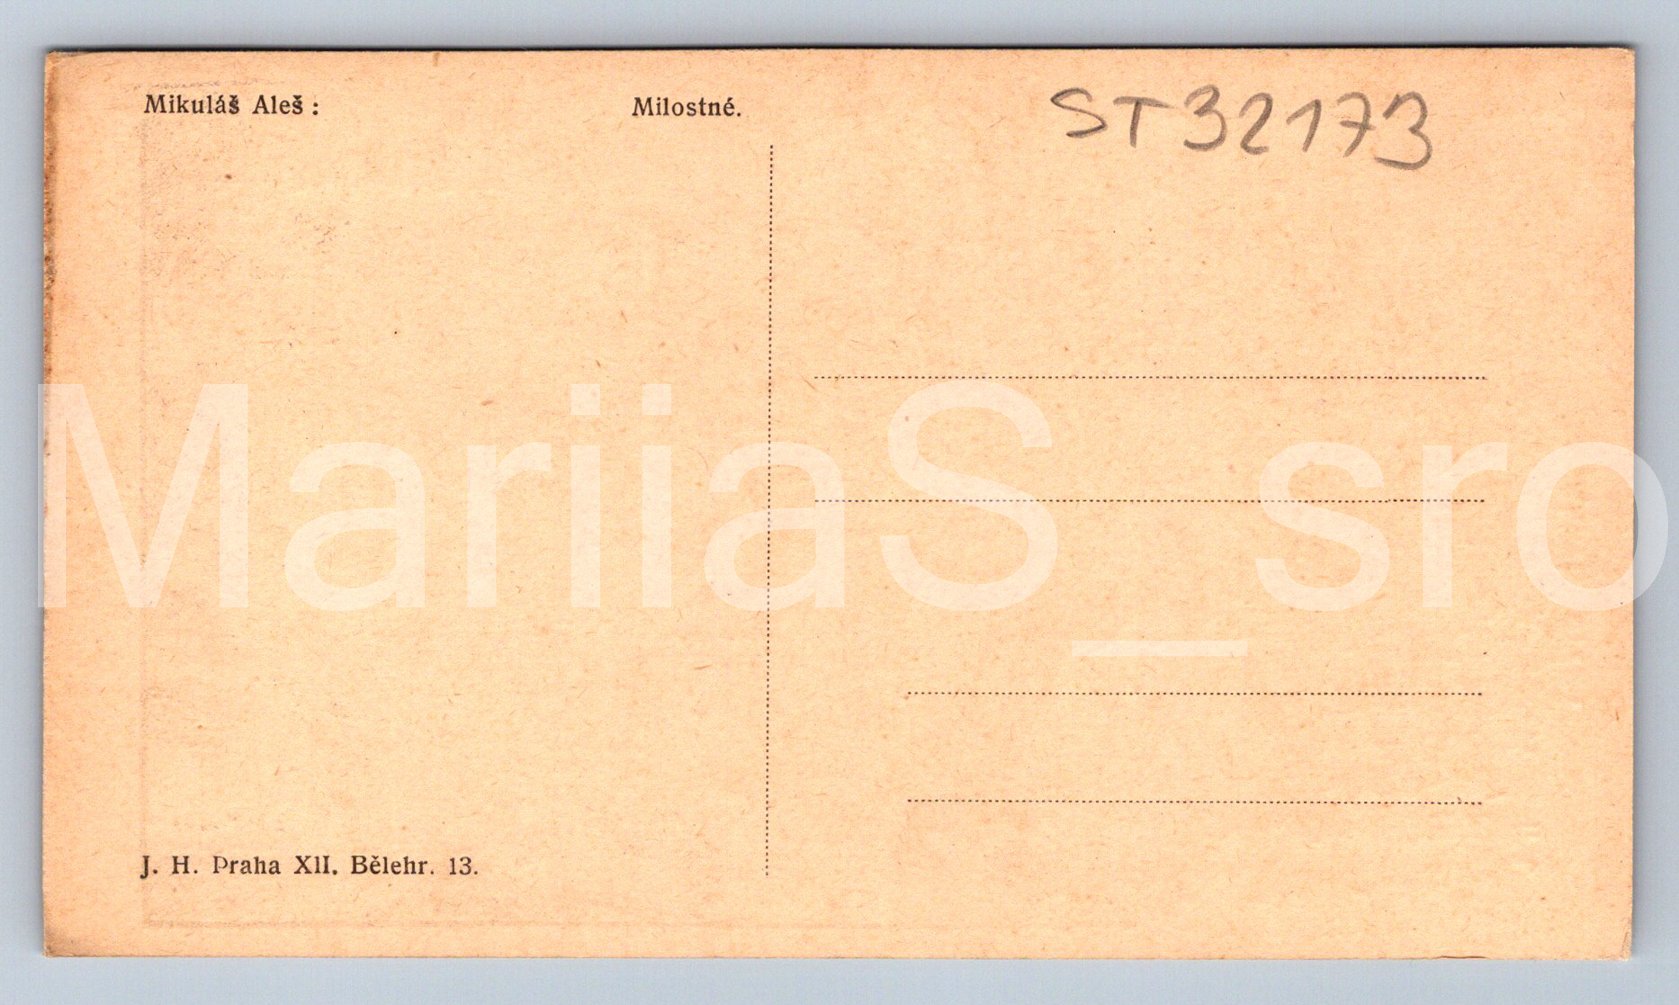 Mikuláš Aleš :
Milostné.
ST32173
MariiaS_sro
J. H. Praha XII. Bělehr. 13.